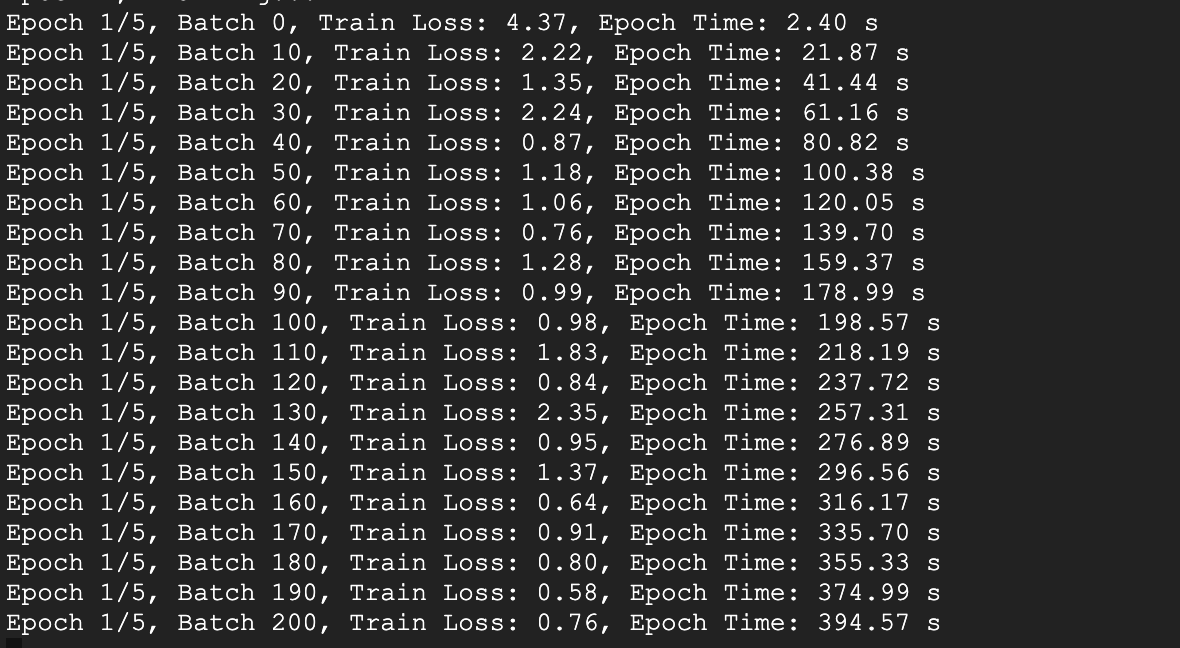 Epoch 1/5, Batch 0, Train Loss: 4.37, Epoch Time: 2.40 s
Epoch 1/5, Batch 10, Train Loss: 2.22, Epoch Time: 21.87 s
Epoch 1/5, Batch 20, Train Loss: 1.35, Epoch Time: 41.44 s
Epoch 1/5, Batch 30, Train Loss: 2.24, Epoch Time: 61.16 s
Epoch 1/5, Batch 40, Train Loss: 0.87, Epoch Time: 80.82 s
Epoch 1/5, Batch 50, Train Loss: 1.18, Epoch Time: 100.38 s
Epoch 1/5, Batch 60, Train Loss: 1.06, Epoch Time: 120.05 s
Epoch 1/5, Batch 70, Train Loss: 0.76, Epoch Time: 139.70 s
Epoch 1/5, Batch 80, Train Loss: 1.28, Epoch Time: 159.37 s
Epoch 1/5, Batch 90, Train Loss: 0.99, Epoch Time: 178.99 s
Epoch 1/5, Batch 100, Train Loss: 0.98, Epoch Time: 198.57 s
Epoch 1/5, Batch 110, Train Loss: 1.83, Epoch Time: 218.19 s
Epoch 1/5, Batch 120, Train Loss: 0.84, Epoch Time: 237.72 s
Epoch 1/5, Batch 130, Train Loss: 2.35, Epoch Time: 257.31 s
Epoch 1/5, Batch 140, Train Loss: 0.95, Epoch Time: 276.89 s
Epoch 1/5, Batch 150, Train Loss: 1.37, Epoch Time: 296.56 s
Epoch 1/5, Batch 160, Train Loss: 0.64, Epoch Time: 316.17 s
Epoch 1/5, Batch 170, Train Loss: 0.91, Epoch Time: 335.70 s
Epoch 1/5, Batch 180, Train Loss: 0.80, Epoch Time: 355.33 s
Epoch 1/5, Batch 190, Train Loss: 0.58, Epoch Time: 374.99 s
Epoch 1/5, Batch 200, Train Loss: 0.76, Epoch Time: 394.57 s